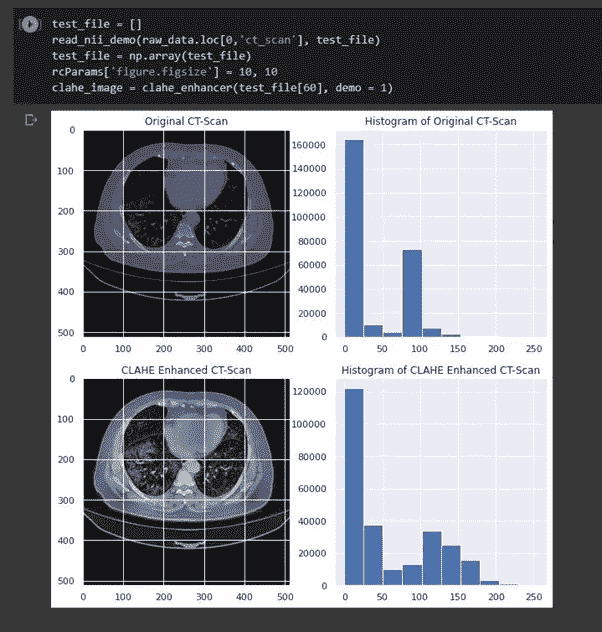 test_file = []
read_nii_demo(raw_data.loc[0,'ct_scan'], test_file)
test_file = np.array(test_file)
rcParams['figure.figsize'] = 10, 10
clahe_image = clahe_enhancer(test_file[60], demo = 1)
Original CT-Scan
Histogram of Original CT-Scan
0
100
200
300
400
500
0 100 200 300 400 500
160000
140000
120000
100000
80000
60000
40000
20000
0
0 50 100 150 200 250
CLAHE Enhanced CT-Scan
Histogram of CLAHE Enhanced CT-Scan
0
100
200
300
400
500
0 100 200 300 400 500
120000
100000
80000
60000
40000
20000
0
0 50 100 150 200 250